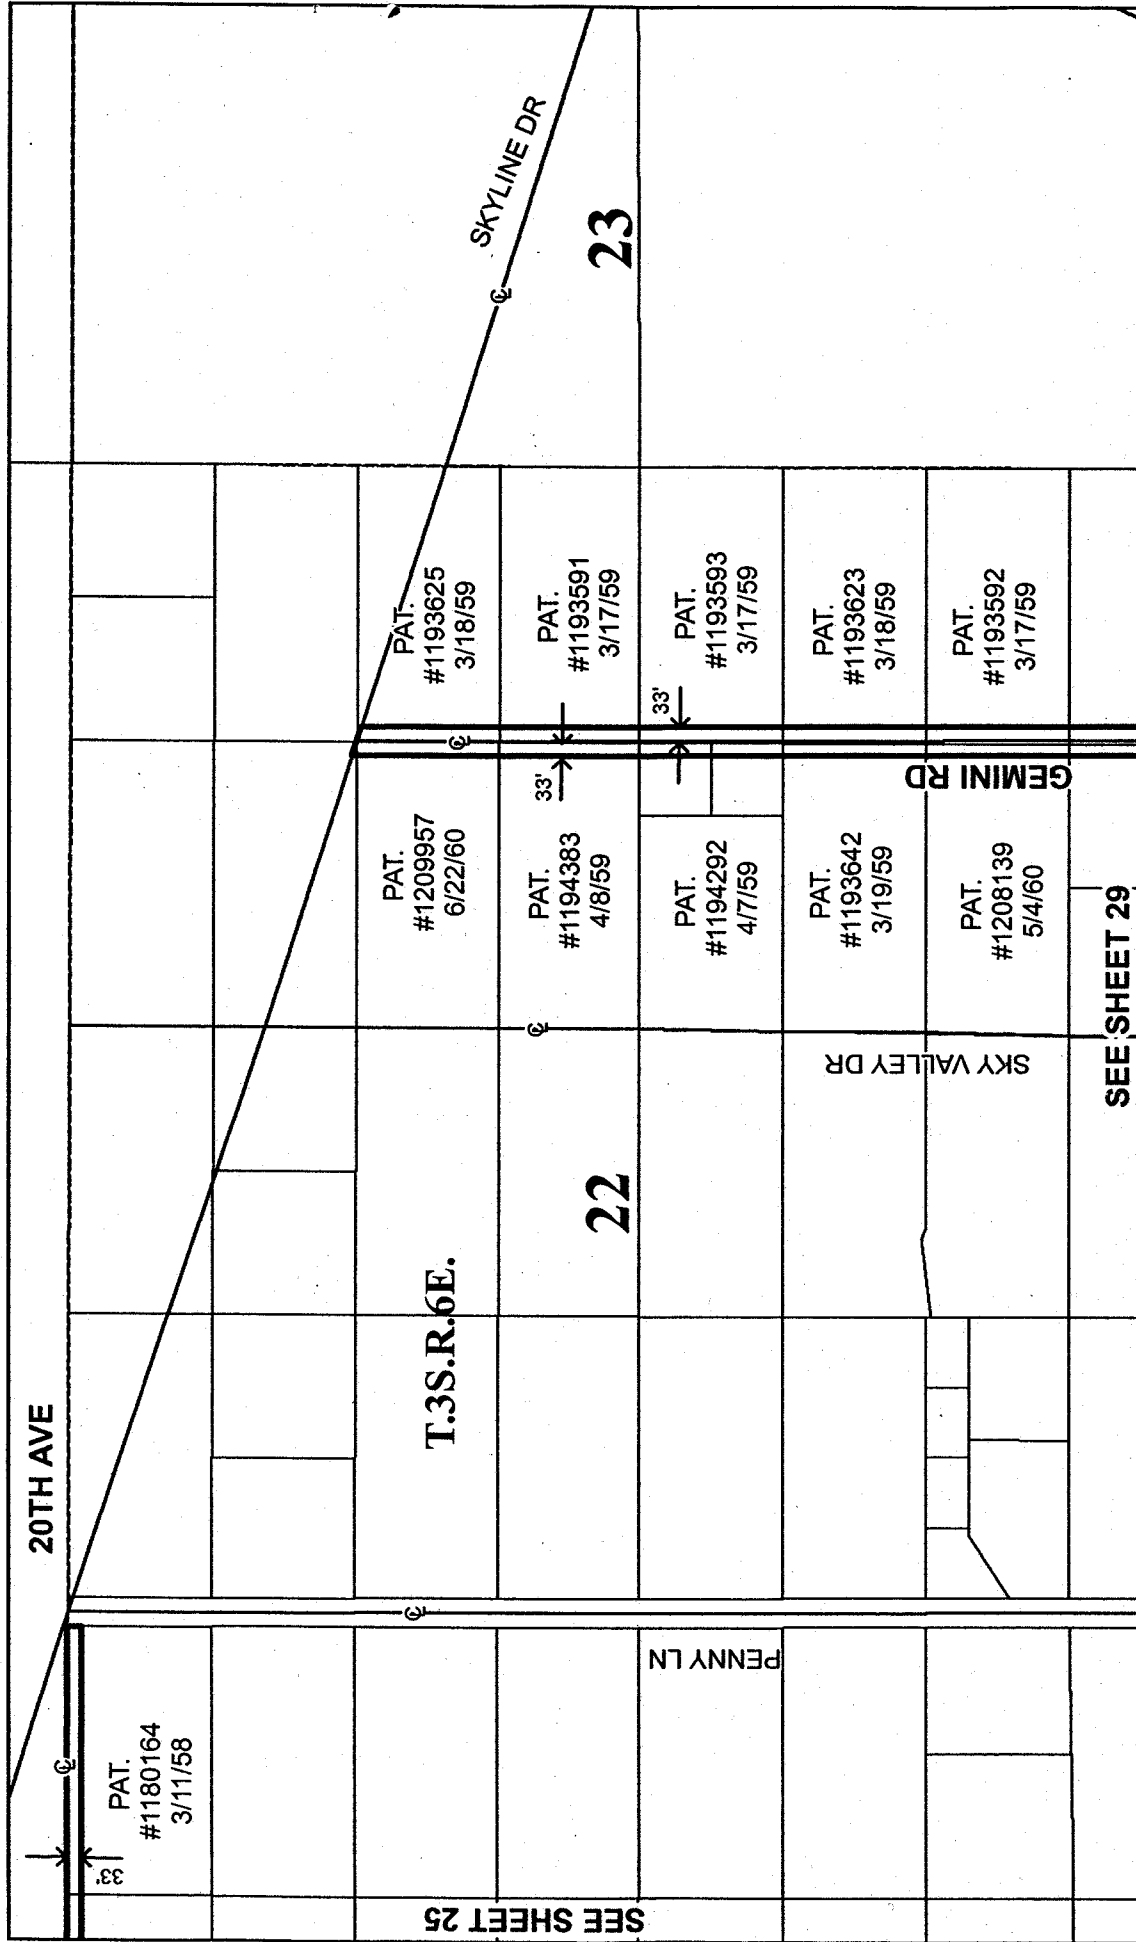 20TH AVE
SKYLINE DR
℄
23
T.3S.R.6E.
22
℄
PAT.
#1180164
3/11/58
33'
℄
PENNY LN
℄
SKY VALLEY DR
℄
GEMINI RD
33'
33'
PAT.
#1209957
6/22/60
PAT.
#1193625
3/18/59
PAT.
#1194383
4/8/59
PAT.
#1193591
3/17/59
PAT.
#1194292
4/7/59
PAT.
#1193593
3/17/59
PAT.
#1193642
3/19/59
PAT.
#1193623
3/18/59
PAT.
#1208139
5/4/60
PAT.
#1193592
3/17/59
SEE SHEET 25
SEE SHEET 29